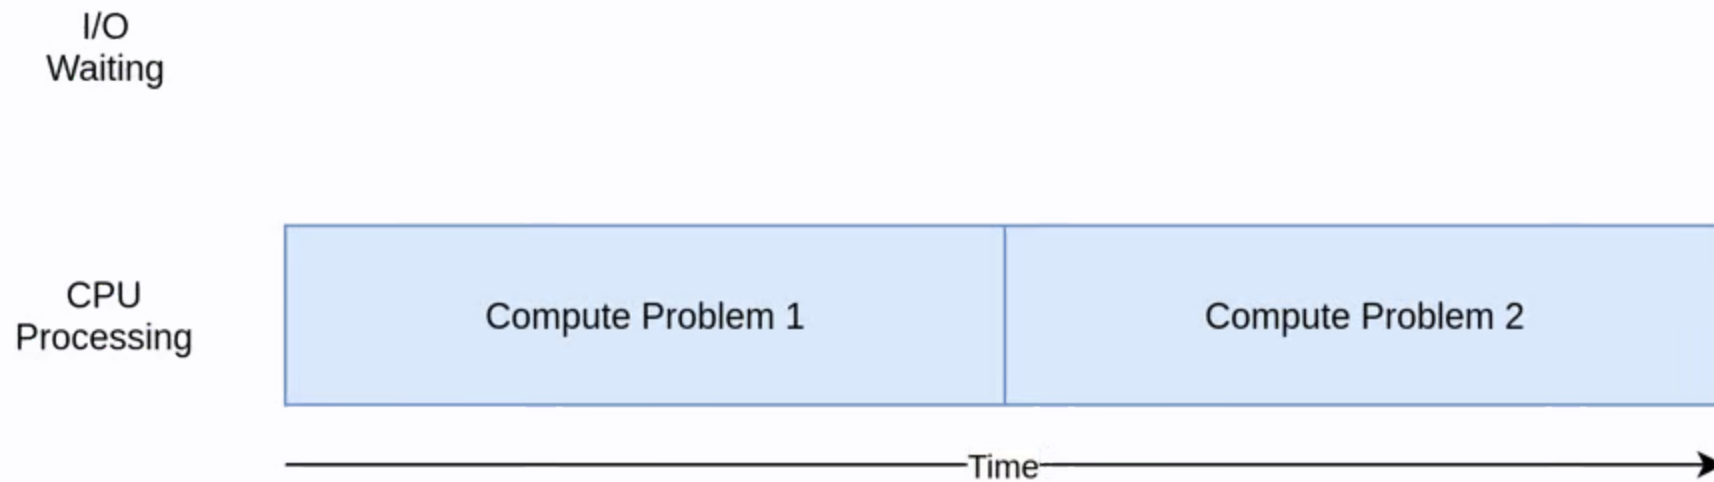 I/O
Waiting
CPU
Processing
Compute Problem 1
Compute Problem 2
Time